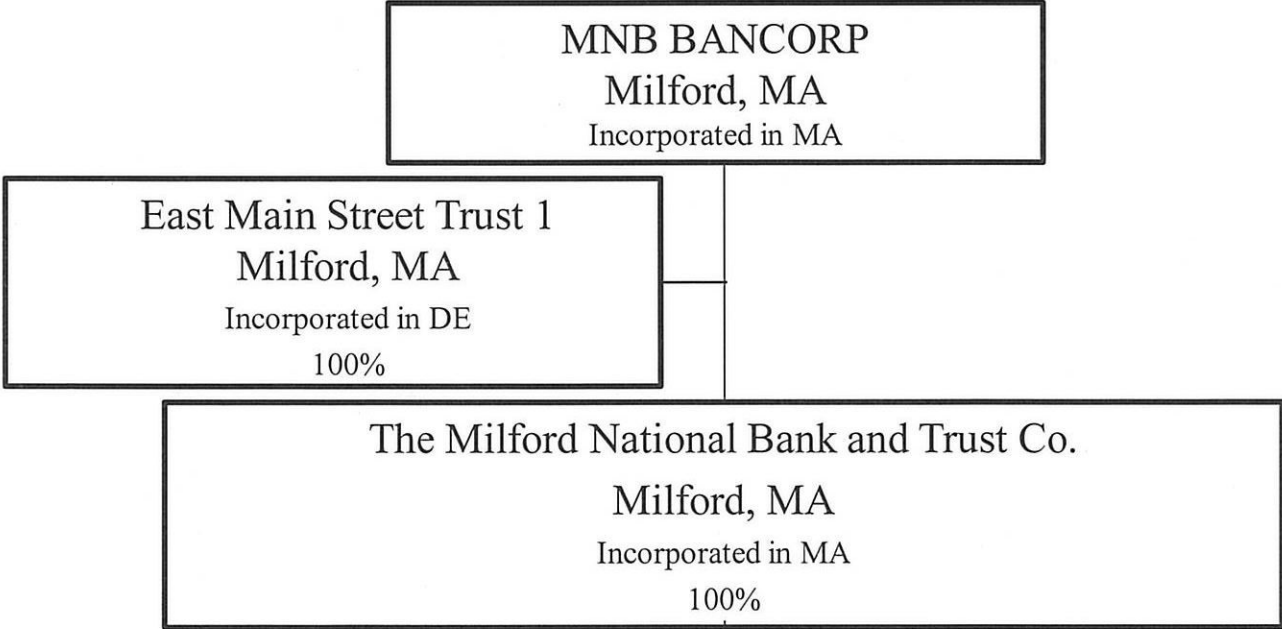 MNB BANCORP
Milford, MA
Incorporated in MA
East Main Street Trust 1
Milford, MA
Incorporated in DE
100%
The Milford National Bank and Trust Co.
Milford, MA
Incorporated in MA
100%